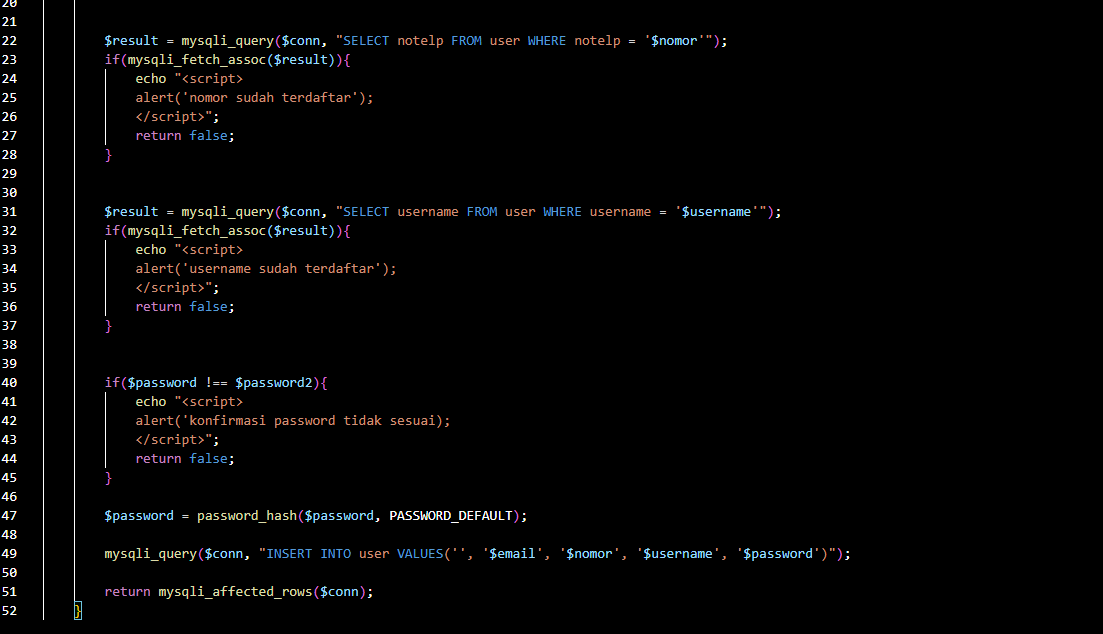 20
21
22 $result = mysqli_query($conn, "SELECT notelp FROM user WHERE notelp = '$nomor'");
23 if(mysqli_fetch_assoc($result)){
24 echo "<script>
25 alert('nomor sudah terdaftar');
26 </script>";
27 return false;
28 }
29
30
31 $result = mysqli_query($conn, "SELECT username FROM user WHERE username = '$username'");
32 if(mysqli_fetch_assoc($result)){
33 echo "<script>
34 alert('username sudah terdaftar');
35 </script>";
36 return false;
37 }
38
39
40 if($password !== $password2){
41 echo "<script>
42 alert('konfirmasi password tidak sesuai);
43 </script>";
44 return false;
45 }
46
47 $password = password_hash($password, PASSWORD_DEFAULT);
48
49 mysqli_query($conn, "INSERT INTO user VALUES('', '$email', '$nomor', '$username', '$password')");
50
51 return mysqli_affected_rows($conn);
52 }